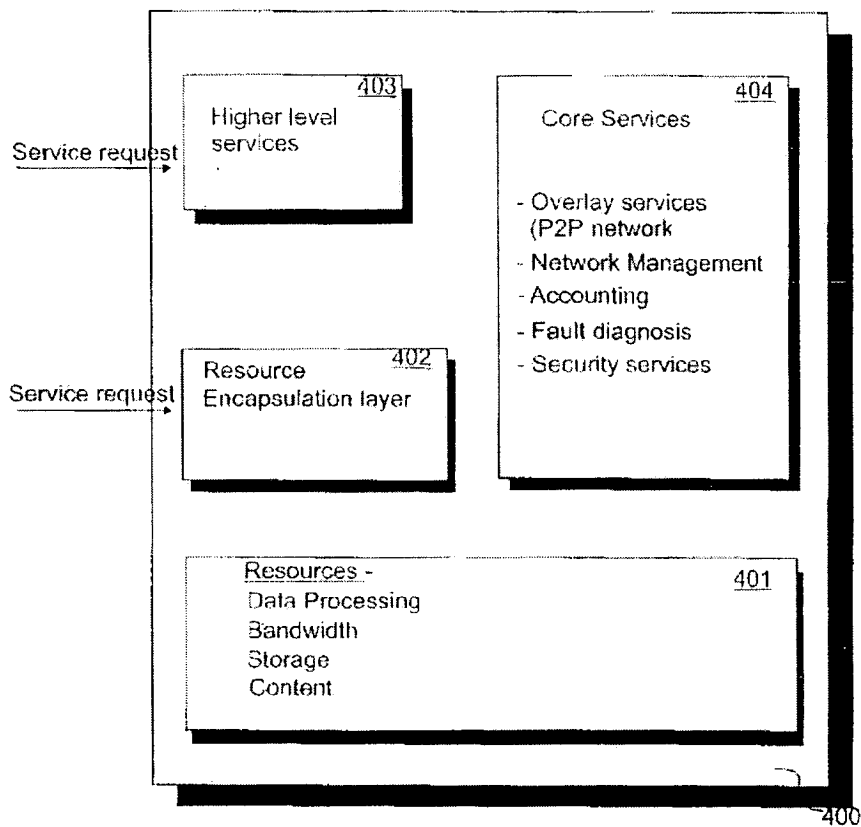 403
Higher level
services
Service request
404
Core Services
- Overlay services
(P2P network
- Network Management
- Accounting
- Fault diagnosis
- Security services
402
Resource
Encapsulation layer
Service request
401
Resources -
Data Processing
Bandwidth
Storage
Content
400